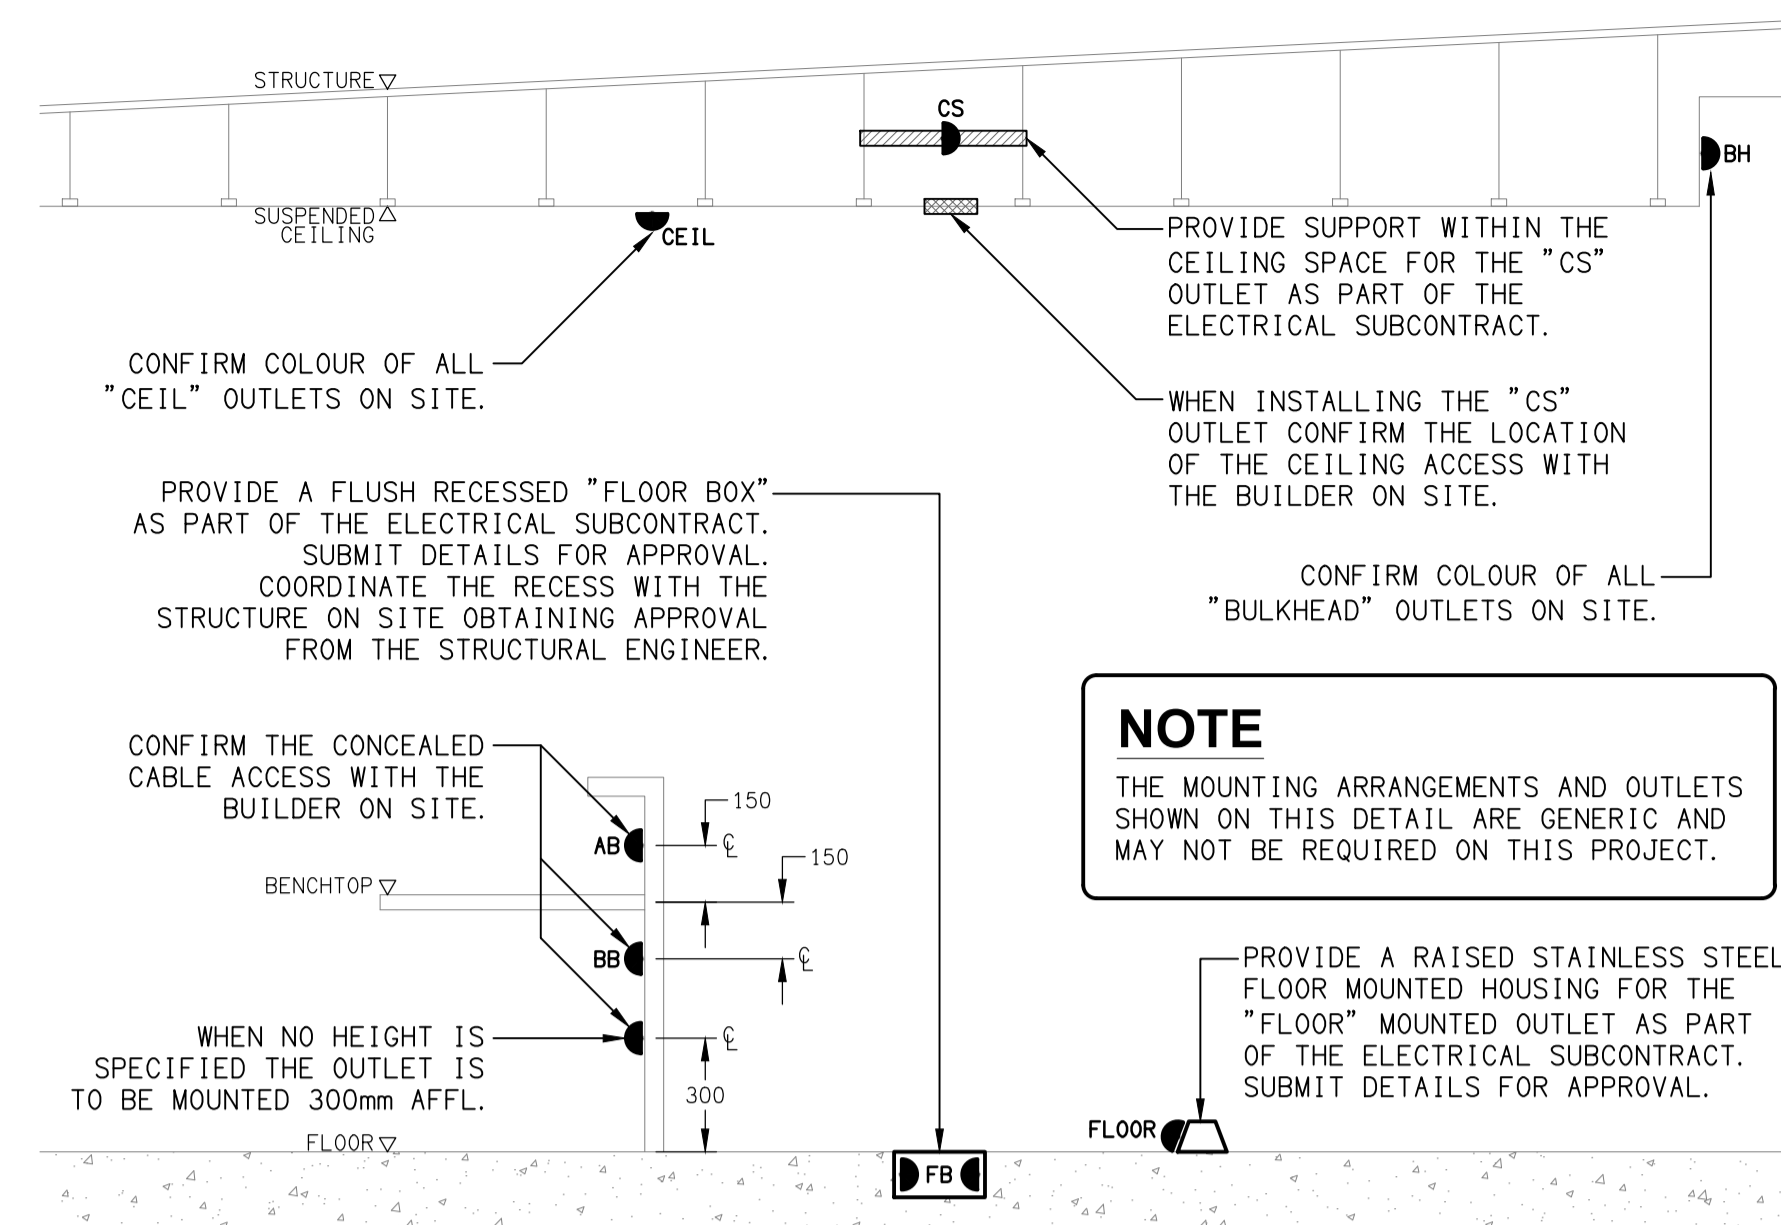 STRUCTURE
CS
BH
SUSPENDED
CEILING
CEIL
PROVIDE SUPPORT WITHIN THE
CEILING SPACE FOR THE "CS"
OUTLET AS PART OF THE
ELECTRICAL SUBCONTRACT.
CONFIRM COLOUR OF ALL
"CEIL" OUTLETS ON SITE.
WHEN INSTALLING THE "CS"
OUTLET CONFIRM THE LOCATION
OF THE CEILING ACCESS WITH
THE BUILDER ON SITE.
PROVIDE A FLUSH RECESSED "FLOOR BOX"
AS PART OF THE ELECTRICAL SUBCONTRACT.
SUBMIT DETAILS FOR APPROVAL.
COORDINATE THE RECESS WITH THE
STRUCTURE ON SITE OBTAINING APPROVAL
FROM THE STRUCTURAL ENGINEER.
CONFIRM COLOUR OF ALL
"BULKHEAD" OUTLETS ON SITE.
NOTE
THE MOUNTING ARRANGEMENTS AND OUTLETS
SHOWN ON THIS DETAIL ARE GENERIC AND
MAY NOT BE REQUIRED ON THIS PROJECT.
CONFIRM THE CONCEALED
CABLE ACCESS WITH THE
BUILDER ON SITE.
150
AB
℄
150
BENCHTOP
BB
℄
WHEN NO HEIGHT IS
SPECIFIED THE OUTLET IS
TO BE MOUNTED 300mm AFFL.
℄
300
PROVIDE A RAISED STAINLESS STEEL
FLOOR MOUNTED HOUSING FOR THE
"FLOOR" MOUNTED OUTLET AS PART
OF THE ELECTRICAL SUBCONTRACT.
SUBMIT DETAILS FOR APPROVAL.
FLOOR
FLOOR
FB